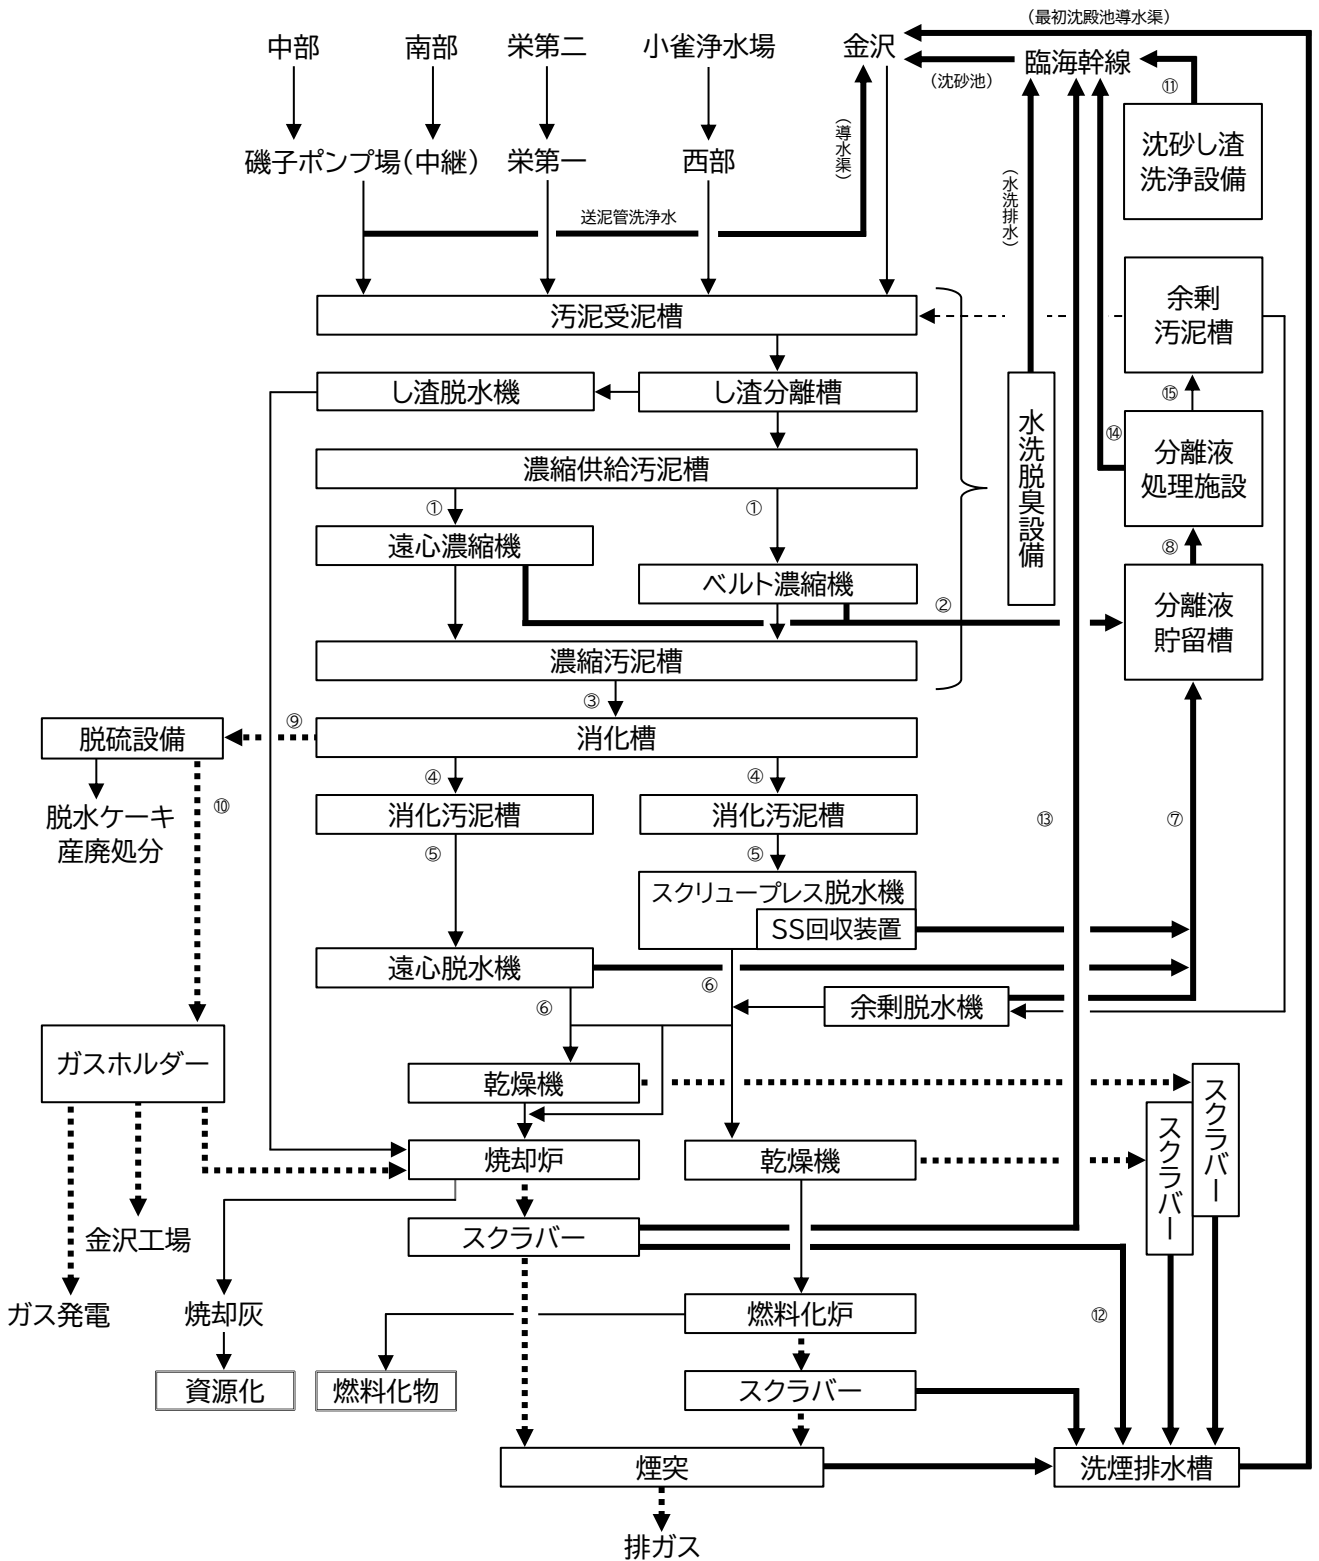 （最初沈殿池導水渠）
中部
南部
栄第二
小雀浄水場
金沢
臨海幹線
（沈砂池）
⑪
（導水渠）
沈砂し渣
洗浄設備
磯子ポンプ場（中継）
栄第一
西部
（水洗排水）
送泥管洗浄水
汚泥受泥槽
余剰
汚泥槽
し渣脱水機
し渣分離槽
⑮
水洗脱臭設備
⑭
分離液
処理施設
濃縮供給汚泥槽
①
①
遠心濃縮機
⑧
ベルト濃縮機
②
分離液
貯留槽
濃縮汚泥槽
③
⑨
脱硫設備
消化槽
④
④
⑩
脱水ケーキ
産廃処分
消化汚泥槽
消化汚泥槽
⑬
⑦
⑤
⑤
スクリュープレス脱水機
SS回収装置
遠心脱水機
⑥
⑥
余剰脱水機
ガスホルダー
乾燥機
スクラバー
スクラバー
焼却炉
乾燥機
金沢工場
スクラバー
ガス発電
焼却灰
燃料化炉
⑫
資源化
燃料化物
スクラバー
煙突
洗煙排水槽
排ガス